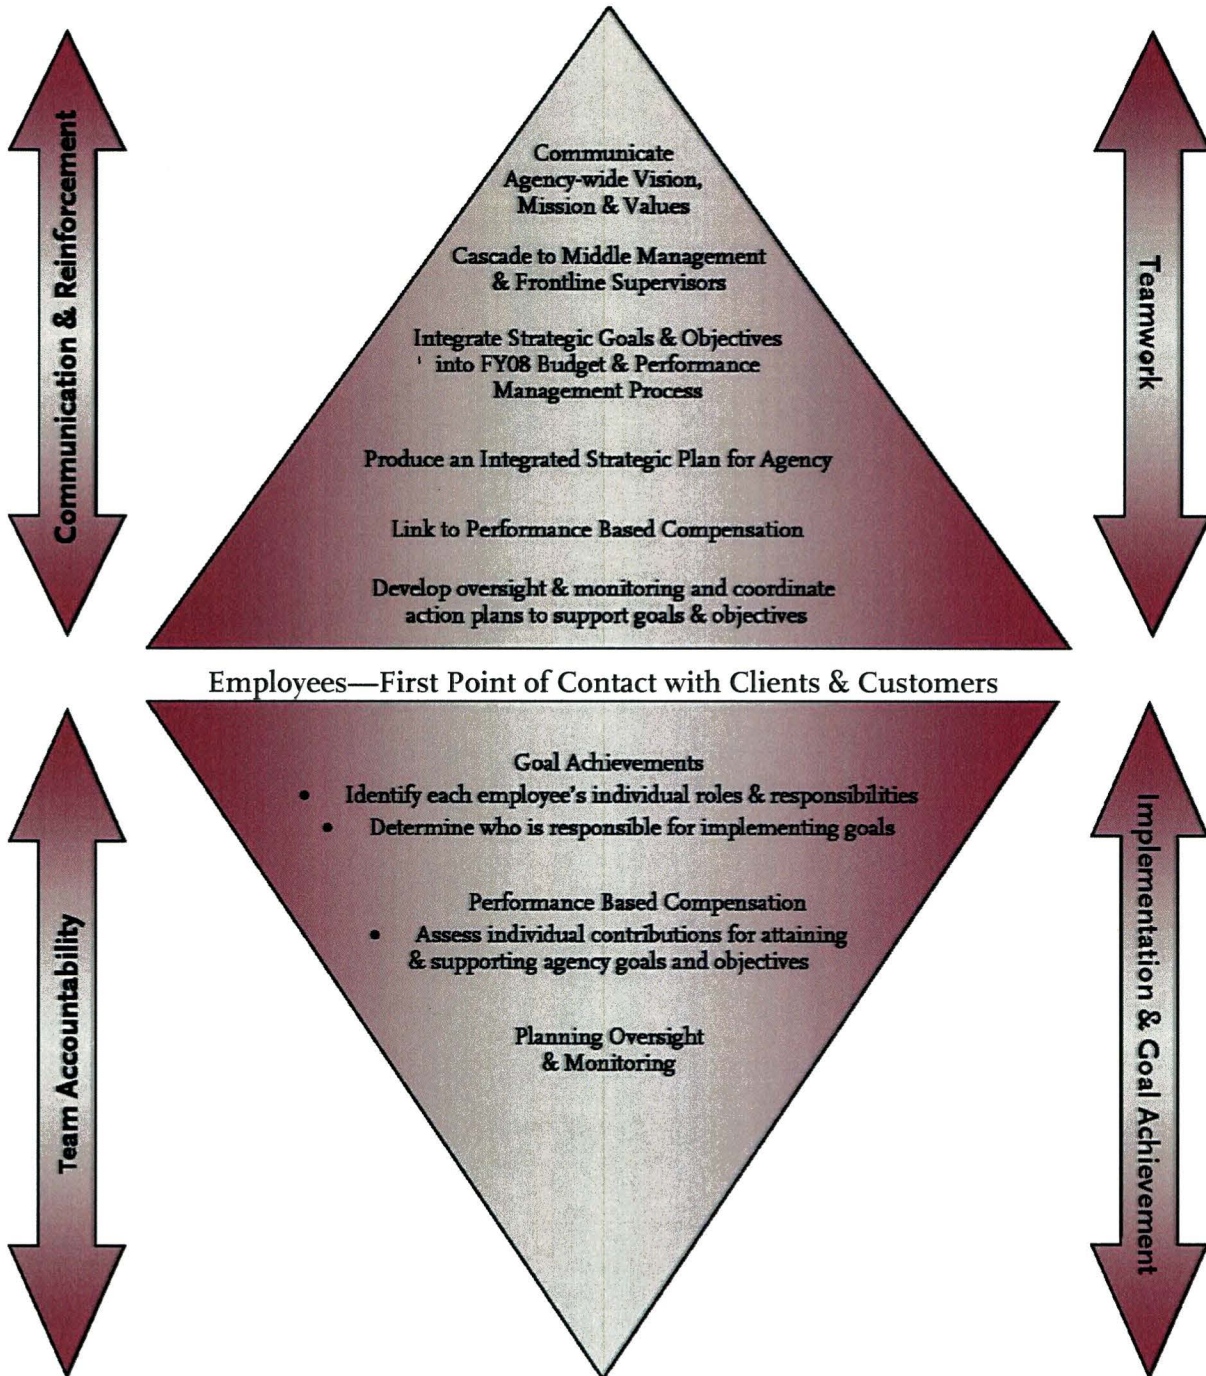 Communication & Reinforcement
Teamwork
Communicate
Agency-wide Vision,
Mission & Values
Cascade to Middle Management
& Frontline Supervisors
Integrate Strategic Goals & Objectives
into FY08 Budget & Performance
Management Process
Produce an Integrated Strategic Plan for Agency
Link to Performance Based Compensation
Develop oversight & monitoring and coordinate
action plans to support goals & objectives
Employees—First Point of Contact with Clients & Customers
Team Accountability
Implementation & Goal Achievement
Goal Achievements
• Identify each employee's individual roles & responsibilities
• Determine who is responsible for implementing goals
Performance Based Compensation
• Assess individual contributions for attaining
& supporting agency goals and objectives
Planning Oversight
& Monitoring